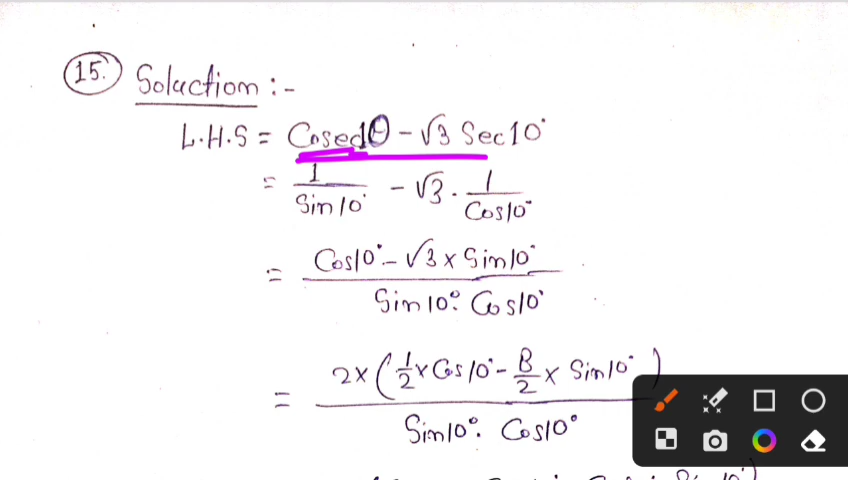 15. Soluction :-
L.H.S = Cosec10 - √3 Sec10°
= 1/Sin10° - √3 . 1/Cos10°
= Cos10° - √3 x Sin10° / Sin10° Cos10°
= 2x (1/2 x Cos10° - √3/2 x Sin10°) / Sin10° . Cos10°